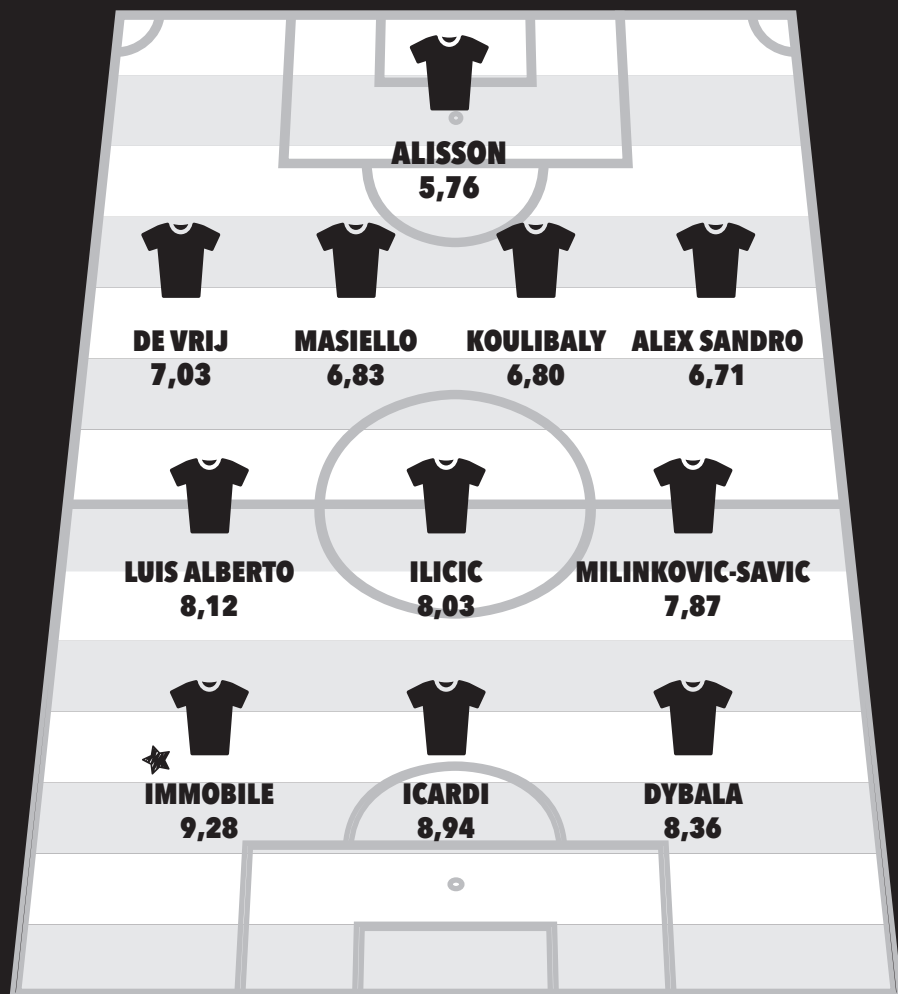 ALISSON
5,76
DE VRIJ
7,03
MASIELLO
6,83
KOULIBALY
6,80
ALEX SANDRO
6,71
LUIS ALBERTO
8,12
ILICIC
8,03
MILINKOVIC-SAVIC
7,87
IMMOBILE
9,28
ICARDI
8,94
DYBALA
8,36